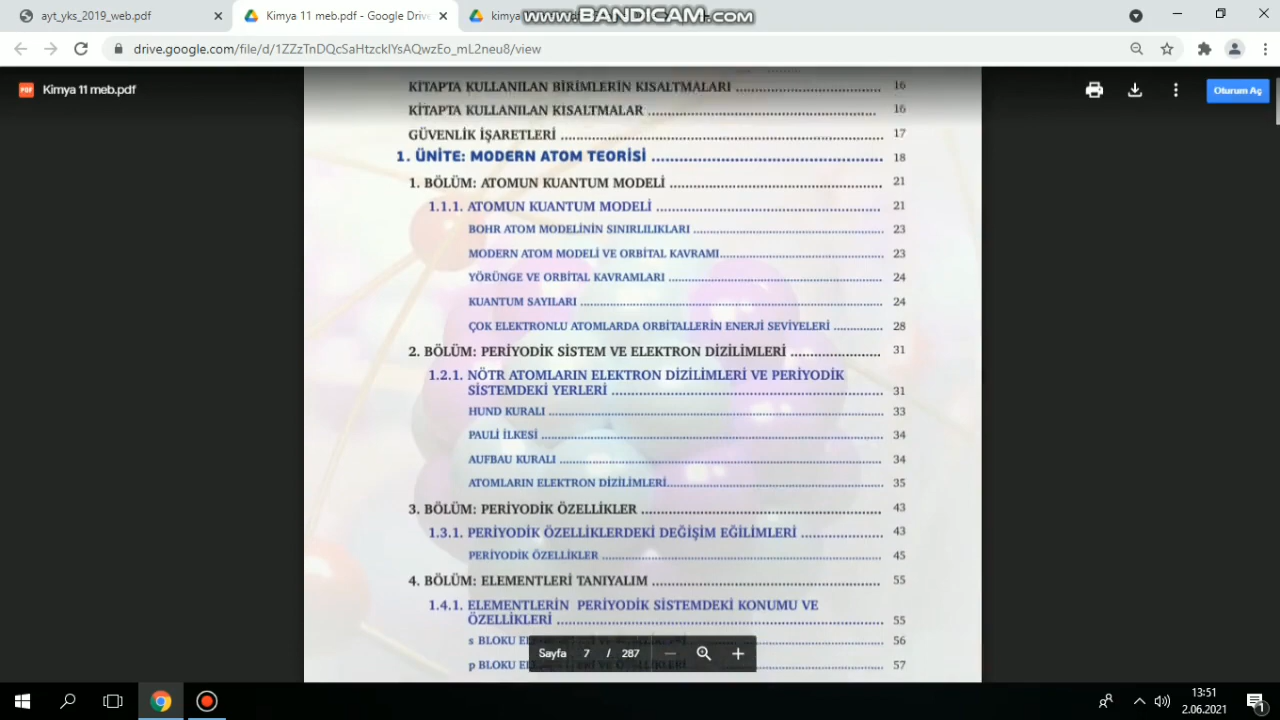 ayt_yks_2019_web.pdf
Kimya 11 meb.pdf - Google Drive
kimya
www.BANDICAM.com
drive.google.com/file/d/1ZZzTnDQcSaHtzckIYsAQwzEo_mL2neu8/view
Kimya 11 meb.pdf
Oturum Aç
KİTAPTA KULLANILAN BİRİMLERİN KISALTMALARI 16
KİTAPTA KULLANILAN KISALTMALAR 16
GÜVENLİK İŞARETLERİ 17
1. ÜNİTE: MODERN ATOM TEORİSİ 18
1. BÖLÜM: ATOMUN KUANTUM MODELİ 21
1.1.1. ATOMUN KUANTUM MODELİ 21
BOHR ATOM MODELİNİN SINIRLILIKLARI 23
MODERN ATOM MODELİ VE ORBİTAL KAVRAMI 23
YÖRÜNGE VE ORBİTAL KAVRAMLARI 24
KUANTUM SAYILARI 24
ÇOK ELEKTRONLU ATOMLARDA ORBİTALLERİN ENERJİ SEVİYELERİ 28
2. BÖLÜM: PERİYODİK SİSTEM VE ELEKTRON DİZİLİMLERİ 31
1.2.1. NÖTR ATOMLARIN ELEKTRON DİZİLİMLERİ VE PERİYODİK
SİSTEMDEKİ YERLERİ 31
HUND KURALI 33
PAULİ İLKESİ 34
AUFBAU KURALI 34
ATOMLARIN ELEKTRON DİZİLİMLERİ 35
3. BÖLÜM: PERİYODİK ÖZELLİKLER 43
1.3.1. PERİYODİK ÖZELLİKLERDEKİ DEĞİŞİM EĞİLİMLERİ 43
PERİYODİK ÖZELLİKLER 45
4. BÖLÜM: ELEMENTLERİ TANIYALIM 55
1.4.1. ELEMENTLERİN PERİYODİK SİSTEMDEKİ KONUMU VE
ÖZELLİKLERİ 55
s BLOKU 56
p BLOKU 57
Sayfa 7 / 287
13:51
2.06.2021
1